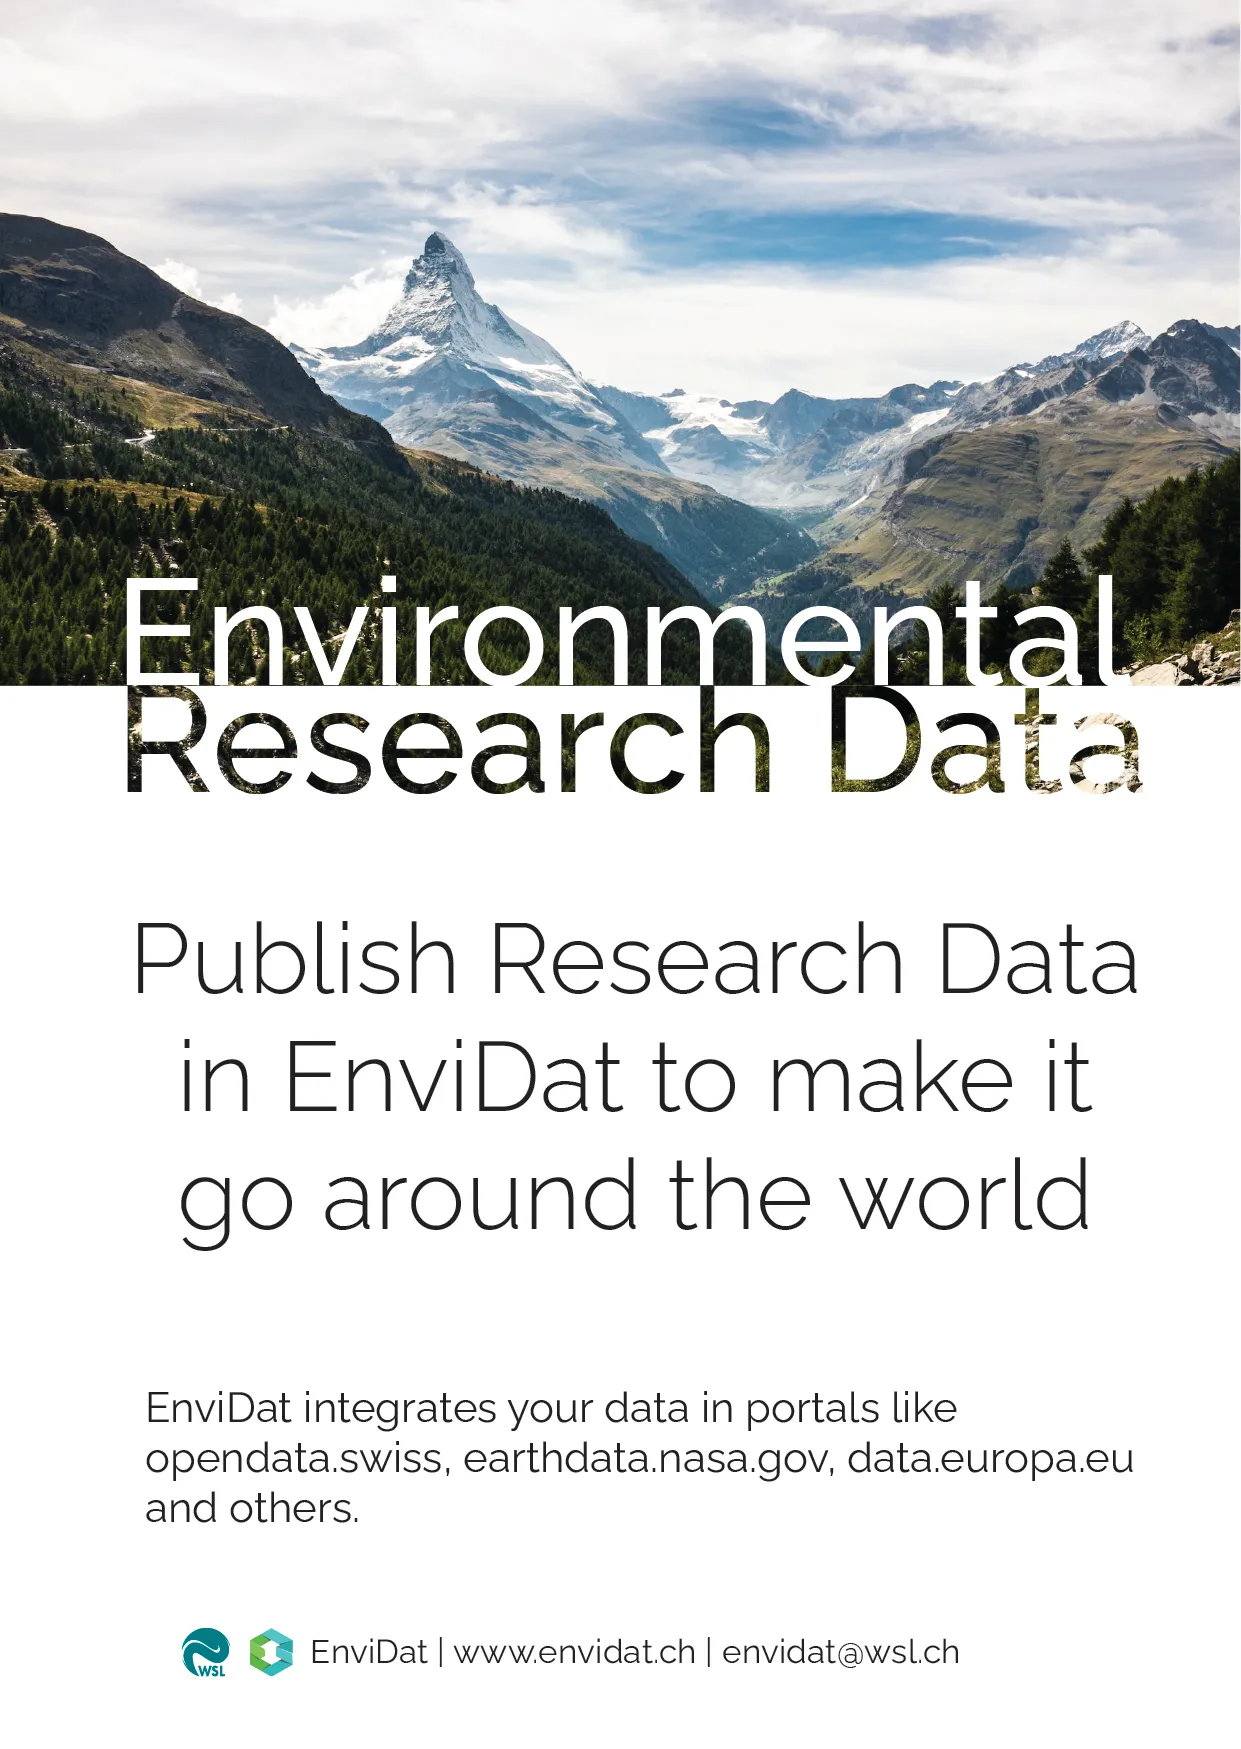 Environmental
Research Data
Publish Research Data
in EnviDat to make it
go around the world
EnviDat integrates your data in portals like
opendata.swiss, earthdata.nasa.gov, data.europa.eu
and others.
WSL EnviDat | www.envidat.ch | envidat@wsl.ch